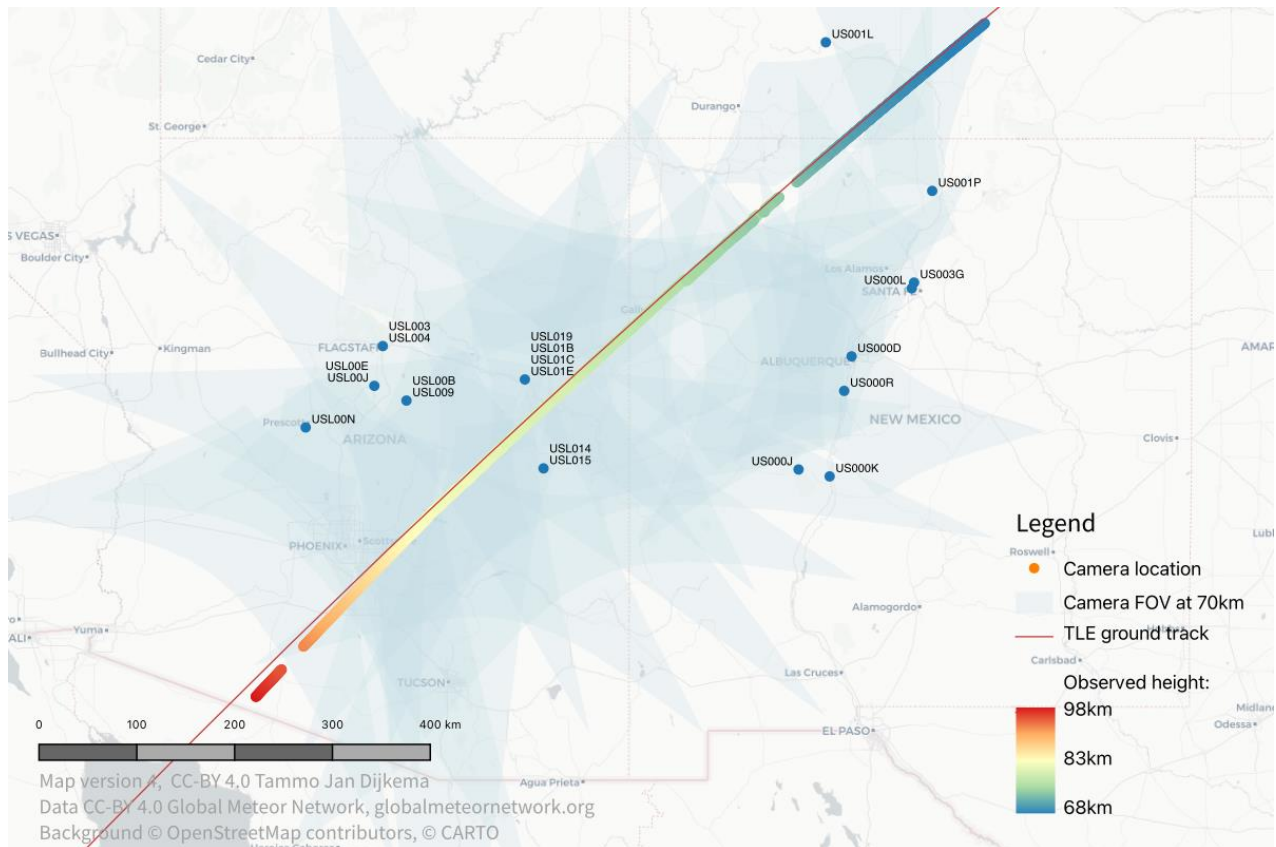 US001L
Cedar City
Durango
St. George
US001P
S VEGAS
Boulder City
Los Alamos
US003G
US000L
SANTA FE
USL003
USL004
USL019
USL01B
USL01C
USL01E
FLAGSTAFF
Kingman
Bullhead City
ALBUQUERQUE
US000D
AMAR
USL00E
USL00J
USL00B
USL009
US000R
USL00N
Prescott
ARIZONA
NEW MEXICO
Clovis
USL014
USL015
US000J
US000K
PHOENIX
Scotts
Legend
Roswell
Lubb
Camera location
Camera FOV at 70km
Alamogordo
Yuma
ALI
TLE ground track
Carlsbad
Las Cruces
TUCSON
Observed height:
98km
83km
68km
Midlan
Odessa
EL PASO
0 100 200 300 400 km
Agua Prieta
Map version 4, CC-BY 4.0 Tammo Jan Dijkema
Data CC-BY 4.0 Global Meteor Network, globalmeteornetwork.org
Background © OpenStreetMap contributors, © CARTO